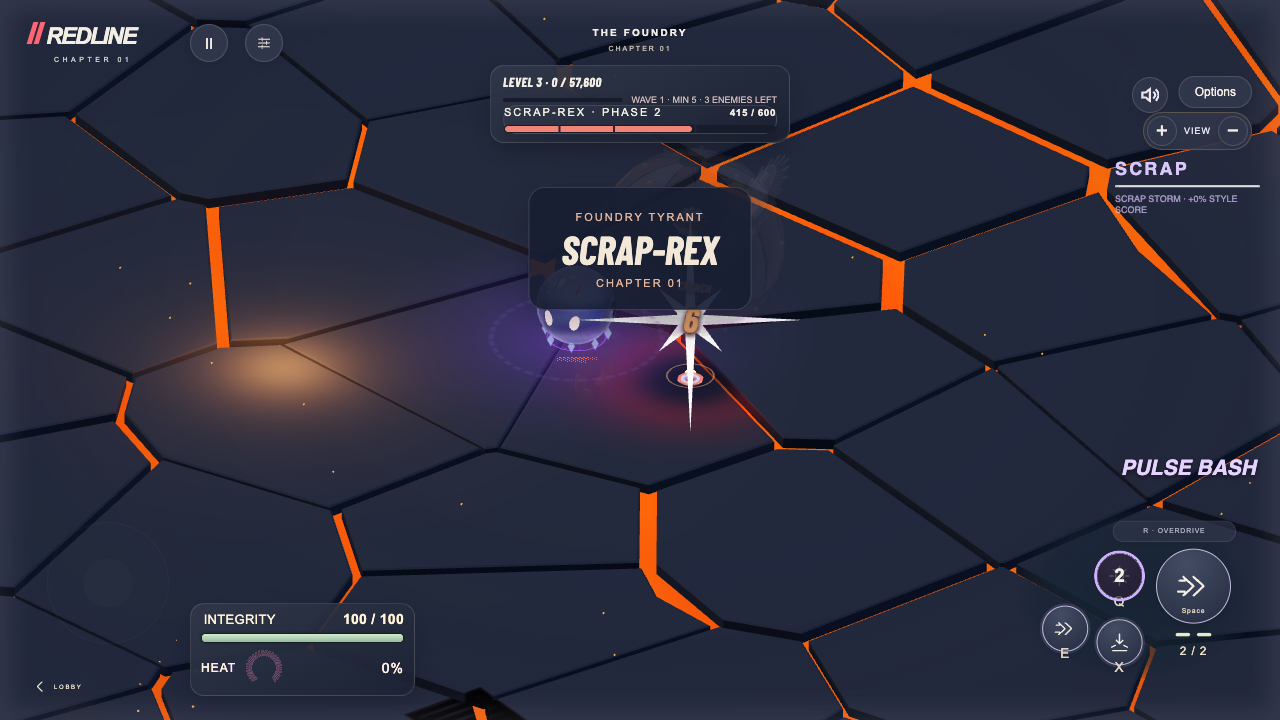 REDLINE
CHAPTER 01
THE FOUNDRY
CHAPTER 01
LEVEL 3 · 0 / 57,600
WAVE 1 · MIN 5 · 3 ENEMIES LEFT
SCRAP-REX · PHASE 2
415 / 600
Options
+ VIEW −
SCRAP
SCRAP STORM · +0% STYLE
SCORE
FOUNDRY TYRANT
SCRAP-REX
CHAPTER 01
6
PULSE BASH
R · OVERDRIVE
2
Q
Space
E
X
2 / 2
INTEGRITY
100 / 100
HEAT
0%
LOBBY